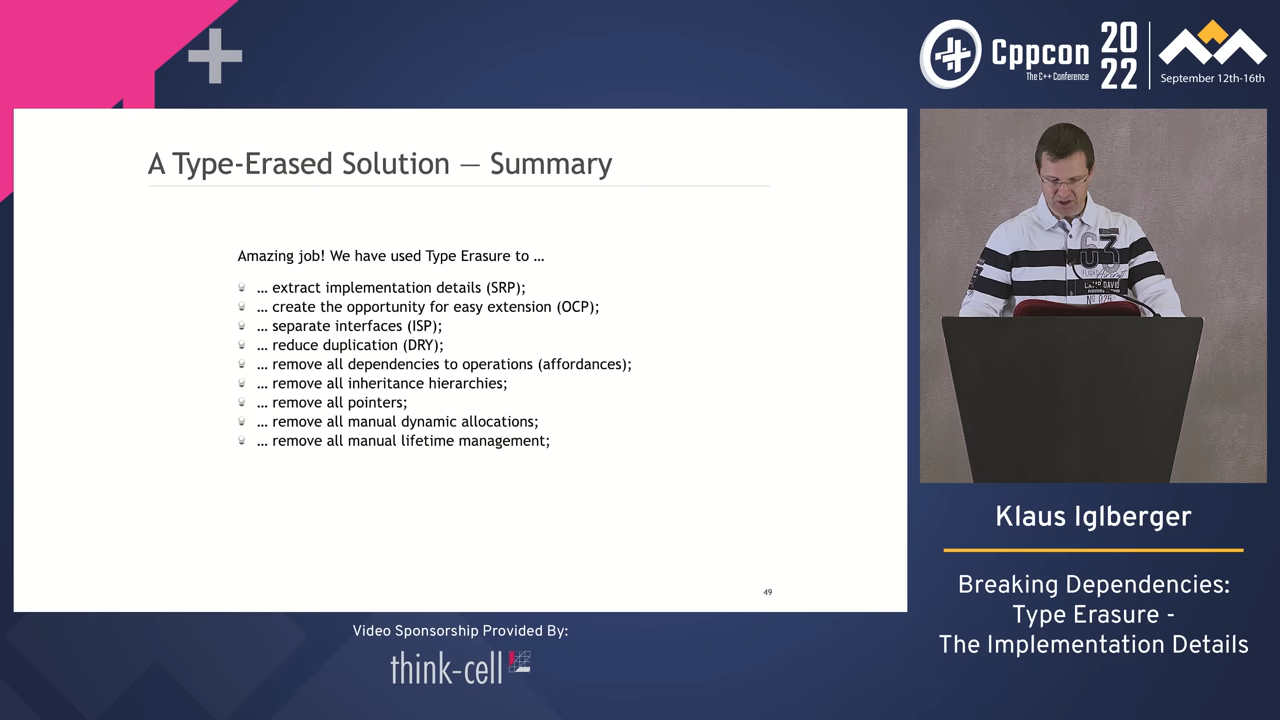 Cppcon
The C++ Conference
20
22
September 12th-16th
A Type-Erased Solution — Summary
Amazing job! We have used Type Erasure to …
… extract implementation details (SRP);
… create the opportunity for easy extension (OCP);
… separate interfaces (ISP);
… reduce duplication (DRY);
… remove all dependencies to operations (affordances);
… remove all inheritance hierarchies;
… remove all pointers;
… remove all manual dynamic allocations;
… remove all manual lifetime management;
49
63
Klaus Iglberger
Breaking Dependencies:
Type Erasure -
The Implementation Details
Video Sponsorship Provided By:
think-cell